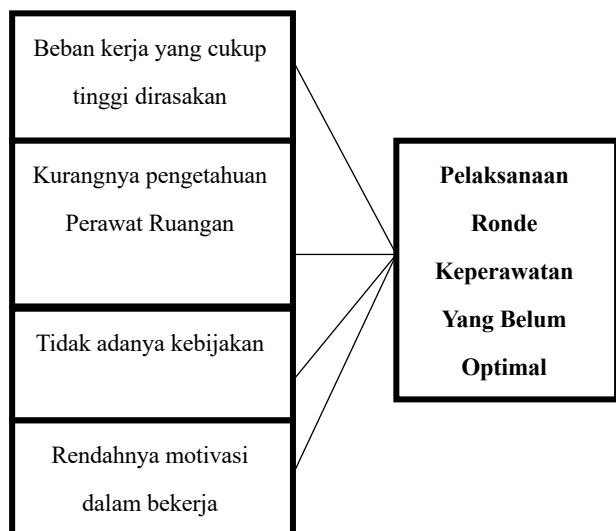 Beban kerja yang cukup
tinggi dirasakan
Kurangnya pengetahuan
Perawat Ruangan
Tidak adanya kebijakan
Rendahnya motivasi
dalam bekerja
Pelaksanaan
Ronde
Keperawatan
Yang Belum
Optimal